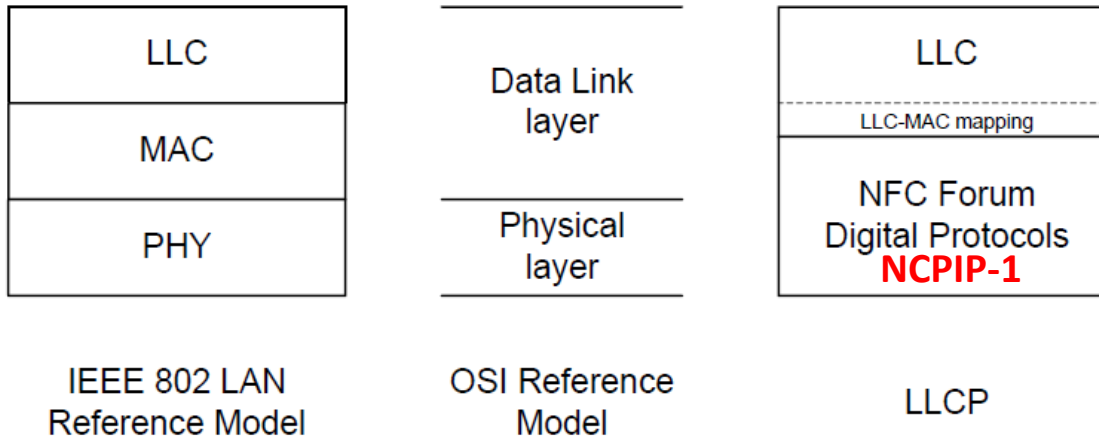 LLC
MAC
PHY
IEEE 802 LAN
Reference Model
Data Link
layer
Physical
layer
OSI Reference
Model
LLC
LLC-MAC mapping
NFC Forum
Digital Protocols
NCPIP-1
LLCP